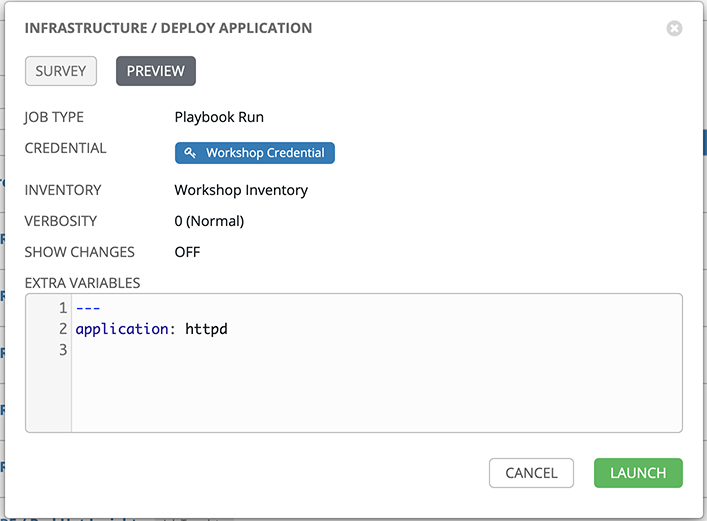 INFRASTRUCTURE / DEPLOY APPLICATION
SURVEY PREVIEW
JOB TYPE Playbook Run
CREDENTIAL Workshop Credential
INVENTORY Workshop Inventory
VERBOSITY 0 (Normal)
SHOW CHANGES OFF
EXTRA VARIABLES
1 ---
2 application: httpd
3
CANCEL LAUNCH